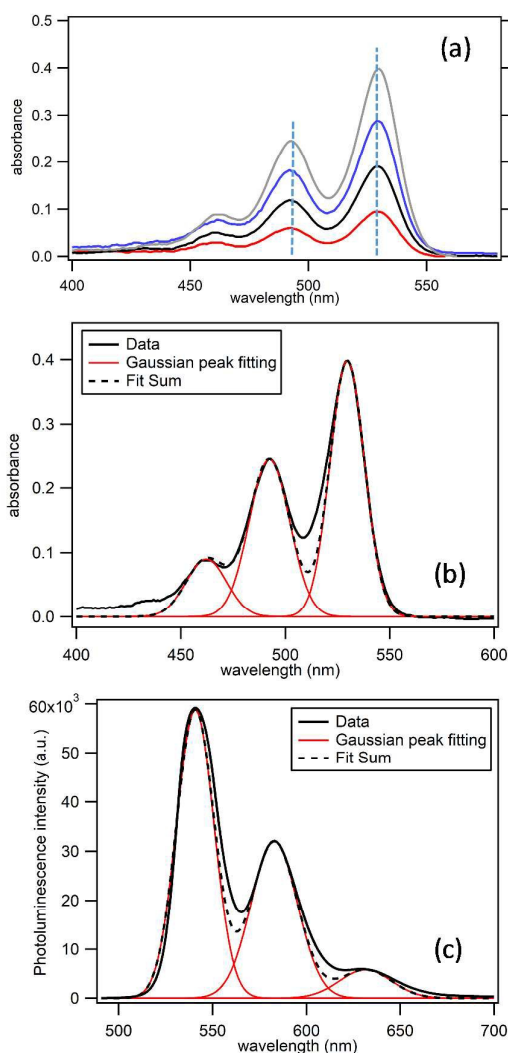 (a)
absorbance
0.5
0.4
0.3
0.2
0.1
0.0
400 450 500 550
wavelength (nm)
Data
Gaussian peak fitting
Fit Sum
(b)
absorbance
0.4
0.3
0.2
0.1
0.0
400 450 500 550 600
wavelength (nm)
Data
Gaussian peak fitting
Fit Sum
(c)
Photoluminescence intensity (a.u.)
60x10³
50
40
30
20
10
0
500 550 600 650 700
wavelength (nm)